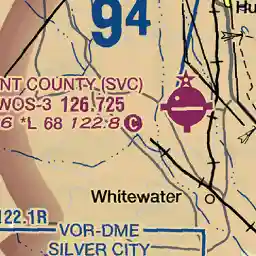 Hu
94
NT COUNTY (SVC)
WOS-3 126.725
6 *L 68 122.8 C
Whitewater
122.1R
VOR-DME
SILVER CITY